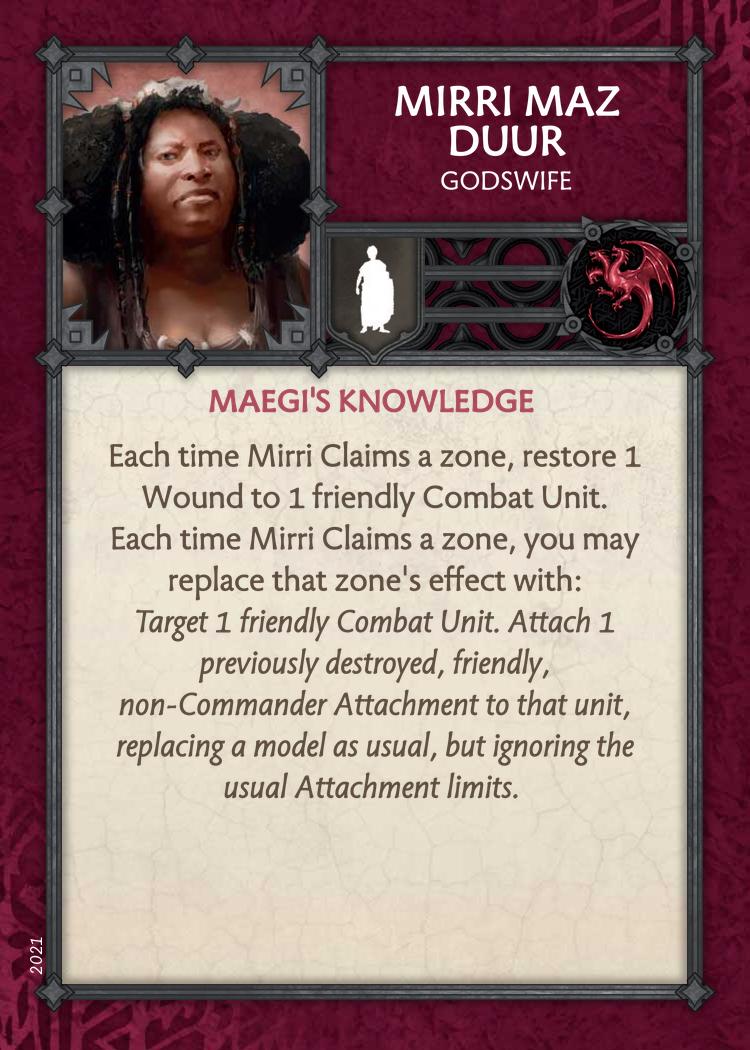 MIRRI MAZ
DUUR
GODSWIFE
MAEGI'S KNOWLEDGE
Each time Mirri Claims a zone, restore 1
Wound to 1 friendly Combat Unit.
Each time Mirri Claims a zone, you may
replace that zone's effect with:
Target 1 friendly Combat Unit. Attach 1
previously destroyed, friendly,
non-Commander Attachment to that unit,
replacing a model as usual, but ignoring the
usual Attachment limits.
2021